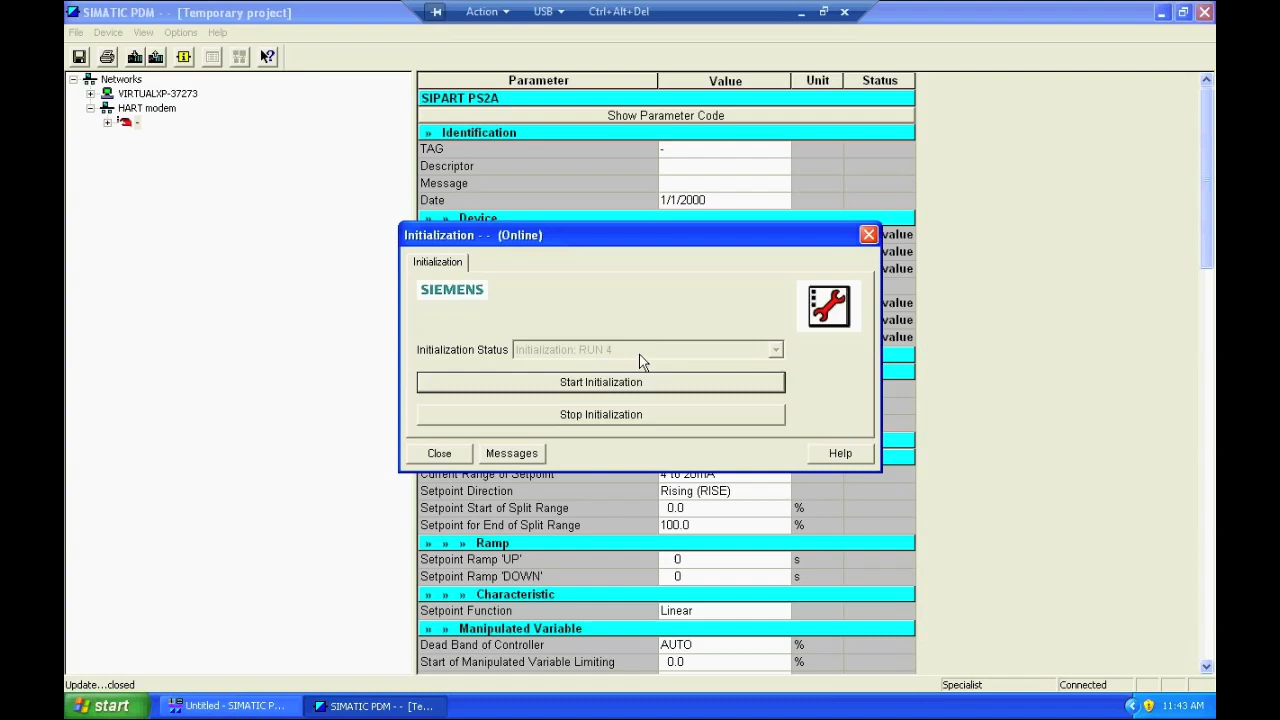 SIMATIC PDM - - [Temporary project]
Action USB Ctrl+Alt+Del
File Device View Options Help
Networks
VIRTUALXP-37273
HART modem
-
Parameter Value Unit Status
SIPART PS2A
Show Parameter Code
» Identification
TAG -
Descriptor
Message
Date 1/1/2000
» » Device
value
value
value
value
value
value
Initialization - - (Online)
Initialization
SIEMENS
Initialization Status Initialization: RUN 4
Start Initialization
Stop Initialization
Close Messages Help
Current Range of Setpoint 4 to 20mA
Setpoint Direction Rising (RISE)
Setpoint Start of Split Range 0.0 %
Setpoint for End of Split Range 100.0 %
» » » Ramp
Setpoint Ramp 'UP' 0 s
Setpoint Ramp 'DOWN' 0 s
» » » Characteristic
Setpoint Function Linear
» » Manipulated Variable
Dead Band of Controller AUTO %
Start of Manipulated Variable Limiting 0.0 %
Update...closed Specialist Connected
start Untitled - SIMATIC P... SIMATIC PDM - - [Te... 11:43 AM